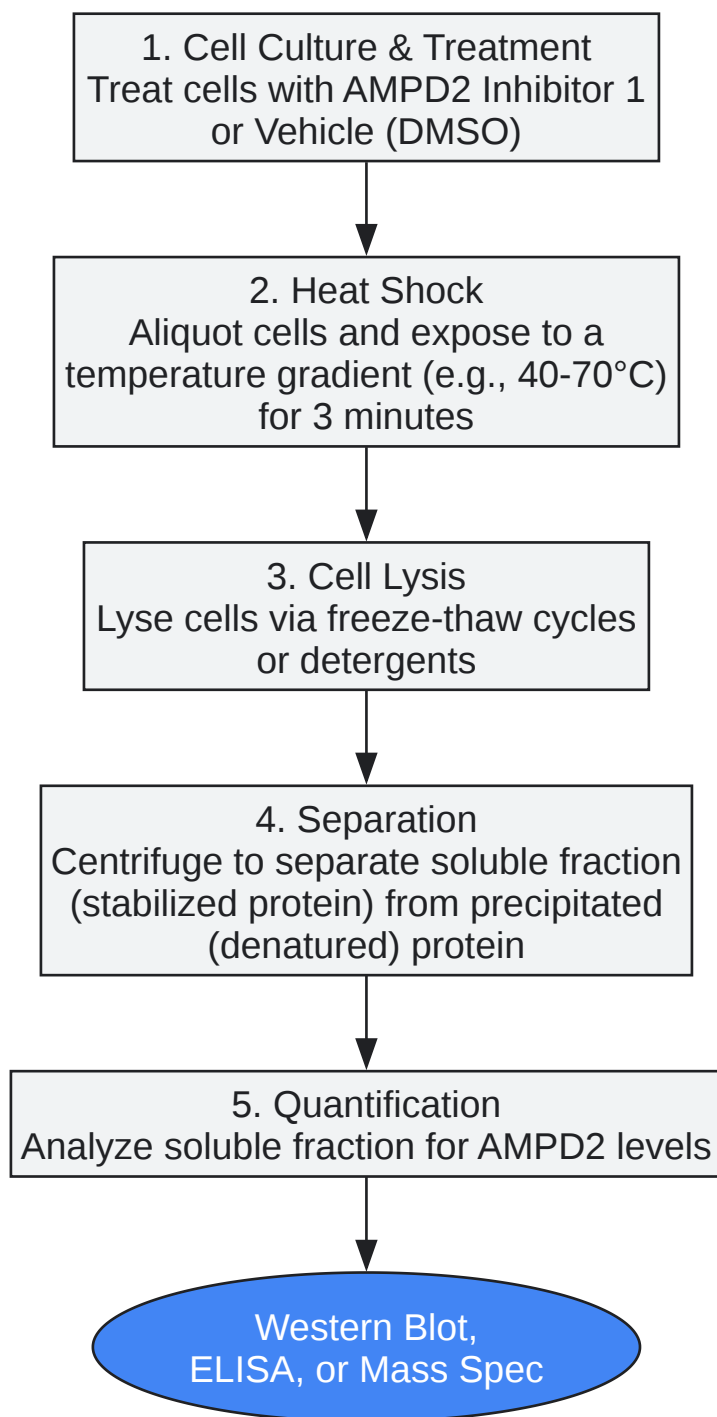 1. Cell Culture & Treatment
Treat cells with AMPD2 Inhibitor 1
or Vehicle (DMSO)
2. Heat Shock
Aliquot cells and expose to a
temperature gradient (e.g., 40-70°C)
for 3 minutes
3. Cell Lysis
Lyse cells via freeze-thaw cycles
or detergents
4. Separation
Centrifuge to separate soluble fraction
(stabilized protein) from precipitated
(denatured) protein
5. Quantification
Analyze soluble fraction for AMPD2 levels
Western Blot,
ELISA, or Mass Spec